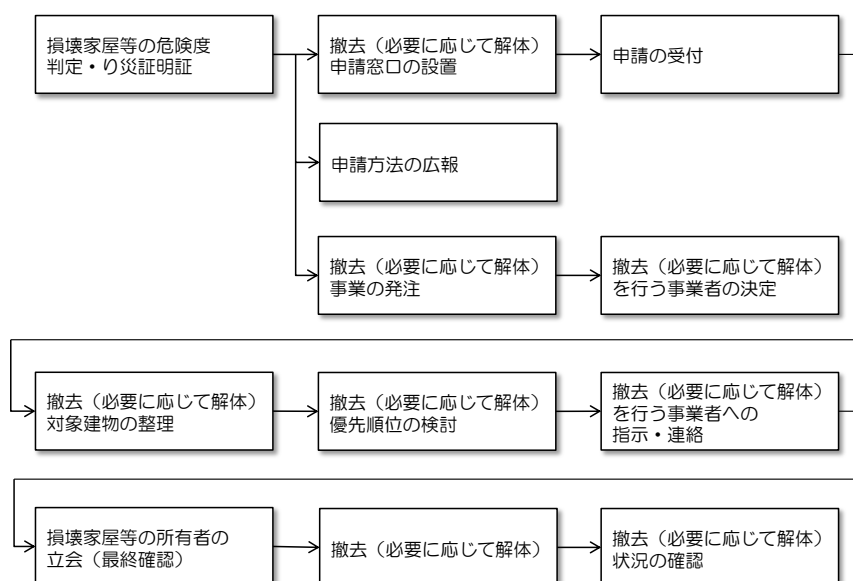 損壊家屋等の危険度
判定・り災証明証
撤去（必要に応じて解体）
申請窓口の設置
申請の受付
申請方法の広報
撤去（必要に応じて解体）
事業の発注
撤去（必要に応じて解体）
を行う事業者の決定
撤去（必要に応じて解体）
対象建物の整理
撤去（必要に応じて解体）
優先順位の検討
撤去（必要に応じて解体）
を行う事業者への
指示・連絡
損壊家屋等の所有者の
立会（最終確認）
撤去（必要に応じて解体）
撤去（必要に応じて解体）
状況の確認